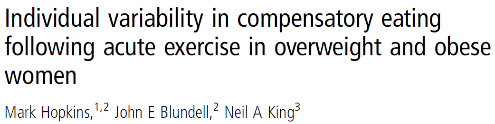 Individual variability in compensatory eating
following acute exercise in overweight and obese
women
Mark Hopkins,1,2 John E Blundell,2 Neil A King3